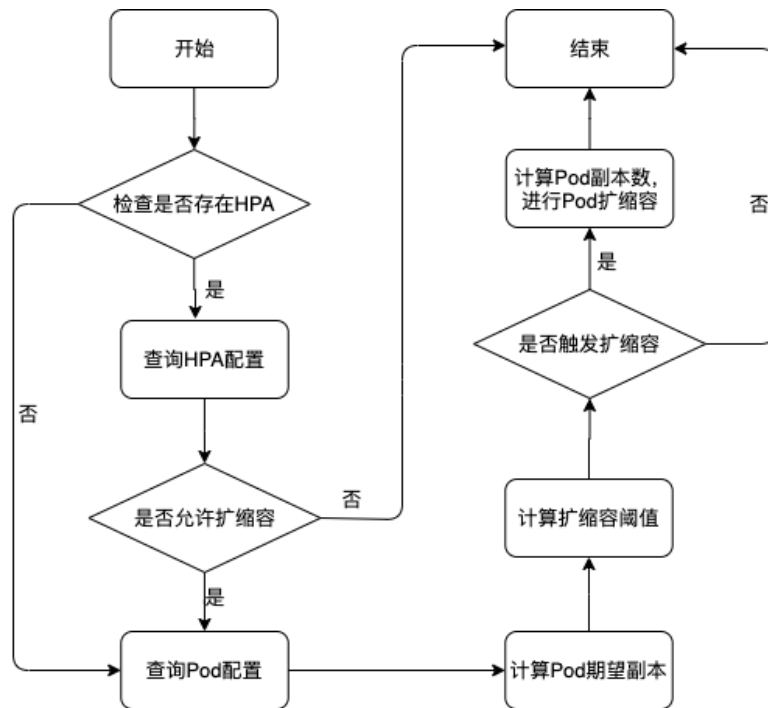 开始
检查是否存在HPA
是
查询HPA配置
否
是否允许扩缩容
否
是
查询Pod配置
计算Pod期望副本
计算扩缩容阈值
是否触发扩缩容
是
否
计算Pod副本数,
进行Pod扩缩容
结束